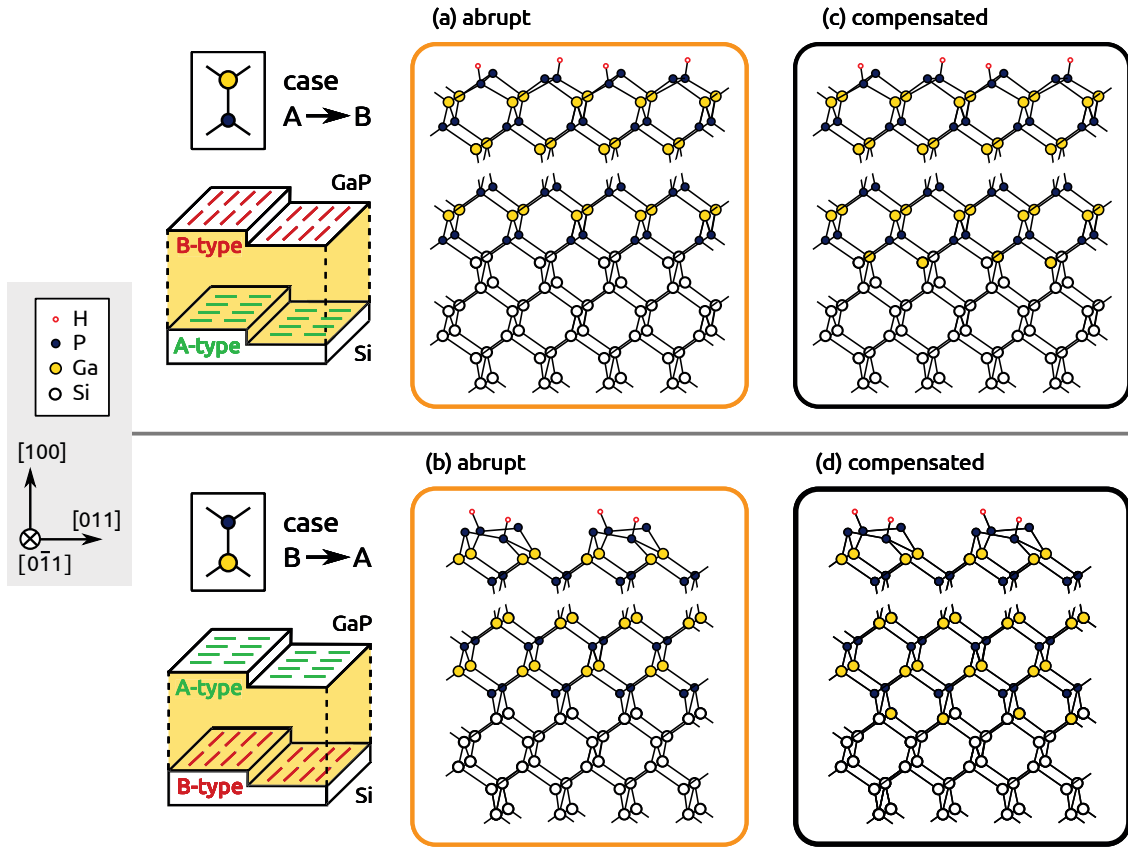 (a) abrupt
(c) compensated
case
A → B
GaP
B-type
A-type
Si
H
P
Ga
Si
[100]
[011]
[01̅1]
(b) abrupt
(d) compensated
case
B → A
GaP
A-type
B-type
Si